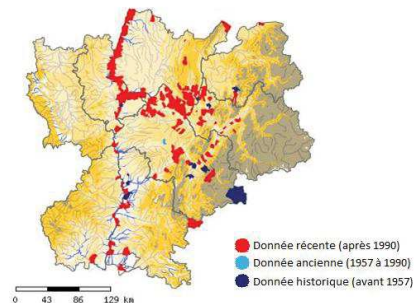 Donnée récente (après 1990)
Donnée ancienne (1957 à 1990)
Donnée historique (avant 1957)
0 43 86 129 km